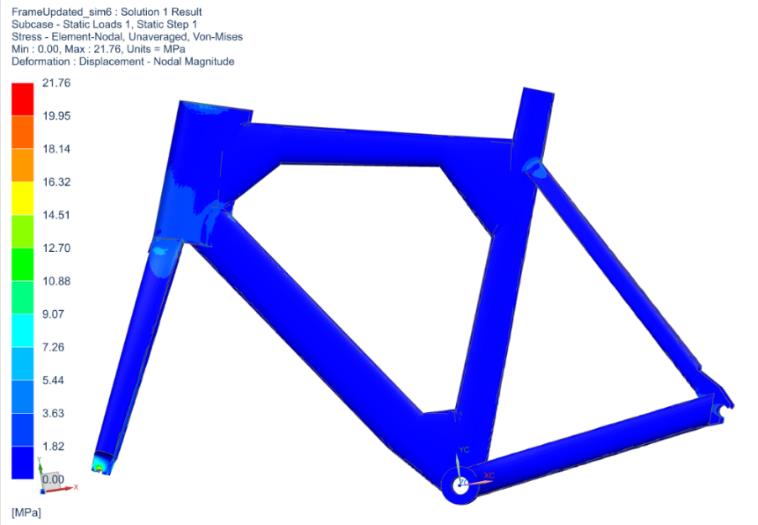 FrameUpdated_sim6 : Solution 1 Result
Subcase - Static Loads 1, Static Step 1
Stress - Element-Nodal, Unaveraged, Von-Mises
Min : 0.00, Max : 21.76, Units = MPa
Deformation : Displacement - Nodal Magnitude
21.76
19.95
18.14
16.32
14.51
12.70
10.88
9.07
7.26
5.44
3.63
1.82
0.00
[MPa]
Y
X
YC
XC